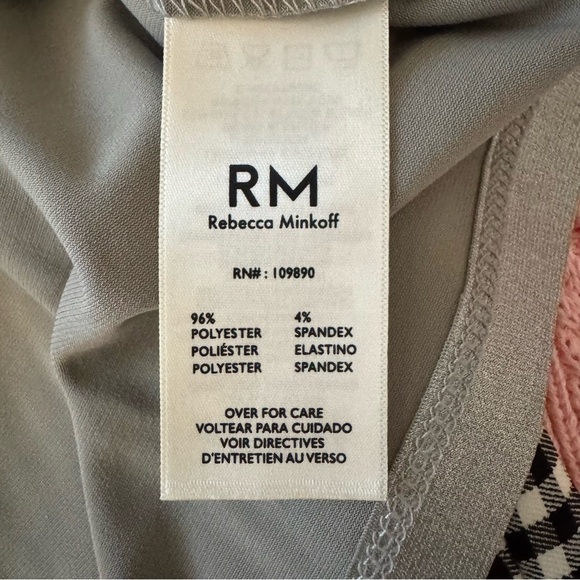 RM
Rebecca Minkoff
RN# : 109890
96% 4%
POLYESTER SPANDEX
POLIÉSTER ELASTINO
POLYESTER SPANDEX
OVER FOR CARE
VOLTEAR PARA CUIDADO
VOIR DIRECTIVES
D'ENTRETIEN AU VERSO